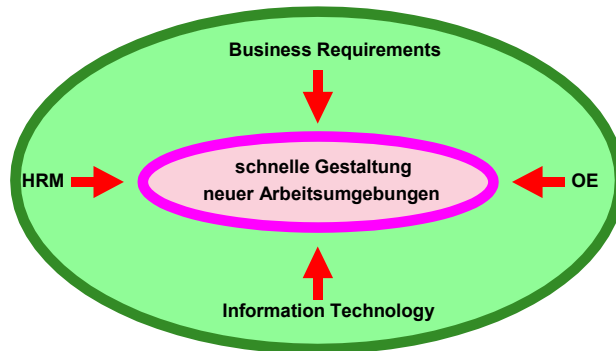 Business Requirements
HRM
schnelle Gestaltung
neuer Arbeitsumgebungen
OE
Information Technology